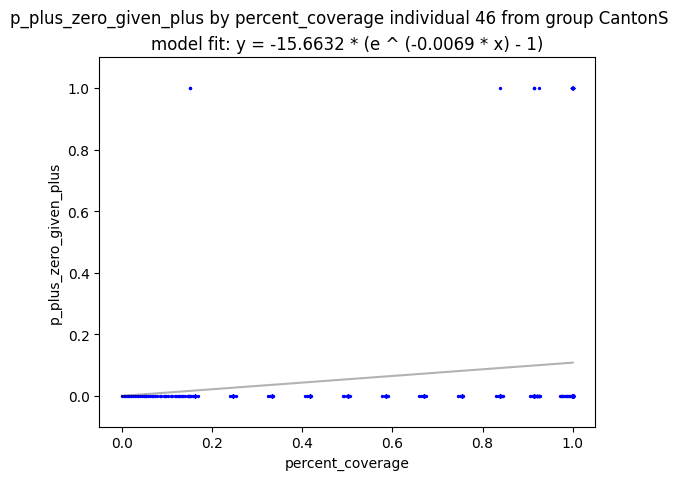 p_plus_zero_given_plus by percent_coverage individual 46 from group CantonS
model fit: y = -15.6632 * (e ^ (-0.0069 * x) - 1)
1.0
0.8
0.6
0.4
0.2
0.0
p_plus_zero_given_plus
0.0 0.2 0.4 0.6 0.8 1.0
percent_coverage